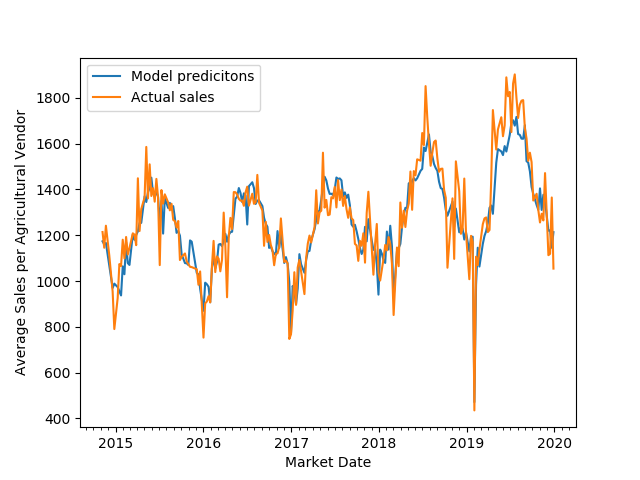 Model predicitons
Actual sales
Average Sales per Agricultural Vendor
1800
1600
1400
1200
1000
800
600
400
2015 2016 2017 2018 2019 2020
Market Date